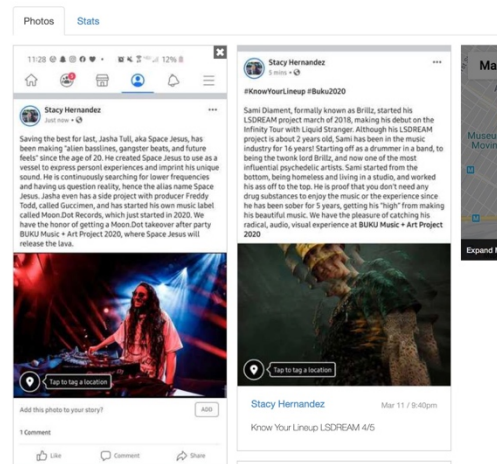 Photos Stats
11:28 12%
Stacy Hernandez
Just now
Saving the best for last, Jasha Tull, aka Space Jesus, has
been making "alien basslines, gangster beats, and future
feels" since the age of 20. He created Space Jesus to use as a
vessel to express personl experiences and imprint his unique
sound. He is continuously searching for lower frequencies
and having us question reality, hence the alias name Space
Jesus. Jasha even has a side project with producer Freddy
Todd, called Guccimen, and has started his own music label
called Moon.Dot Records, which just started in 2020. We
have the honor of getting a Moon.Dot takeover after party
BUKU Music + Art Project 2020, where Space Jesus will
release the lava.
Tap to tag a location
Add this photo to your story? ADD
1 Comment
Like Comment Share
Stacy Hernandez
5 mins
#KnowYourLineup #Buku2020
Sami Diament, formally known as Brillz, started his
LSDREAM project march of 2018, making his debut on the
Infinity Tour with Liquid Stranger. Although his LSDREAM
project is about 2 years old, Sami has been in the music
industry for 16 years! Starting off as a drummer in a band, to
being the twonk lord Brillz, and now one of the most
influential psychedelic artists. Sami started from the
bottom, being homeless and living in a studio, and worked
his ass off to the top. He is proof that you don't need any
drug substances to enjoy the music or the experience since
he has been sober for 5 years, getting his "high" from making
his beautiful music. We have the pleasure of catching his
radical, audio, visual experience at BUKU Music + Art Project
2020
Tap to tag a location
Stacy Hernandez Mar 11 / 9:40pm
Know Your Lineup LSDREAM 4/5
Ma
Museu
Movin
Expand M